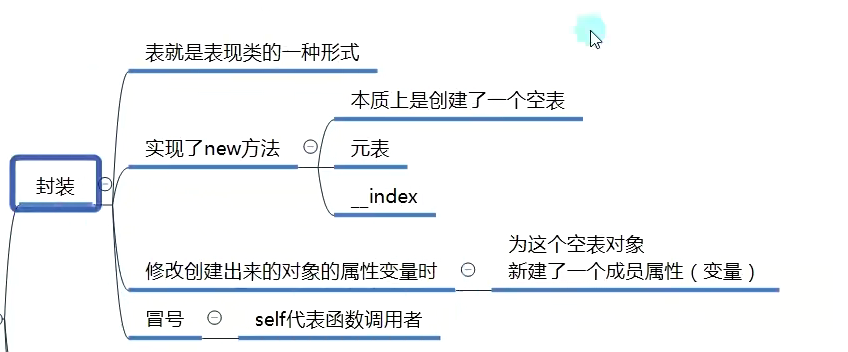 表就是表现类的一种形式
本质上是创建了一个空表
实现了new方法
元表
封装
__index
为这个空表对象
修改创建出来的对象的属性变量时
新建了一个成员属性（变量）
冒号
self代表函数调用者